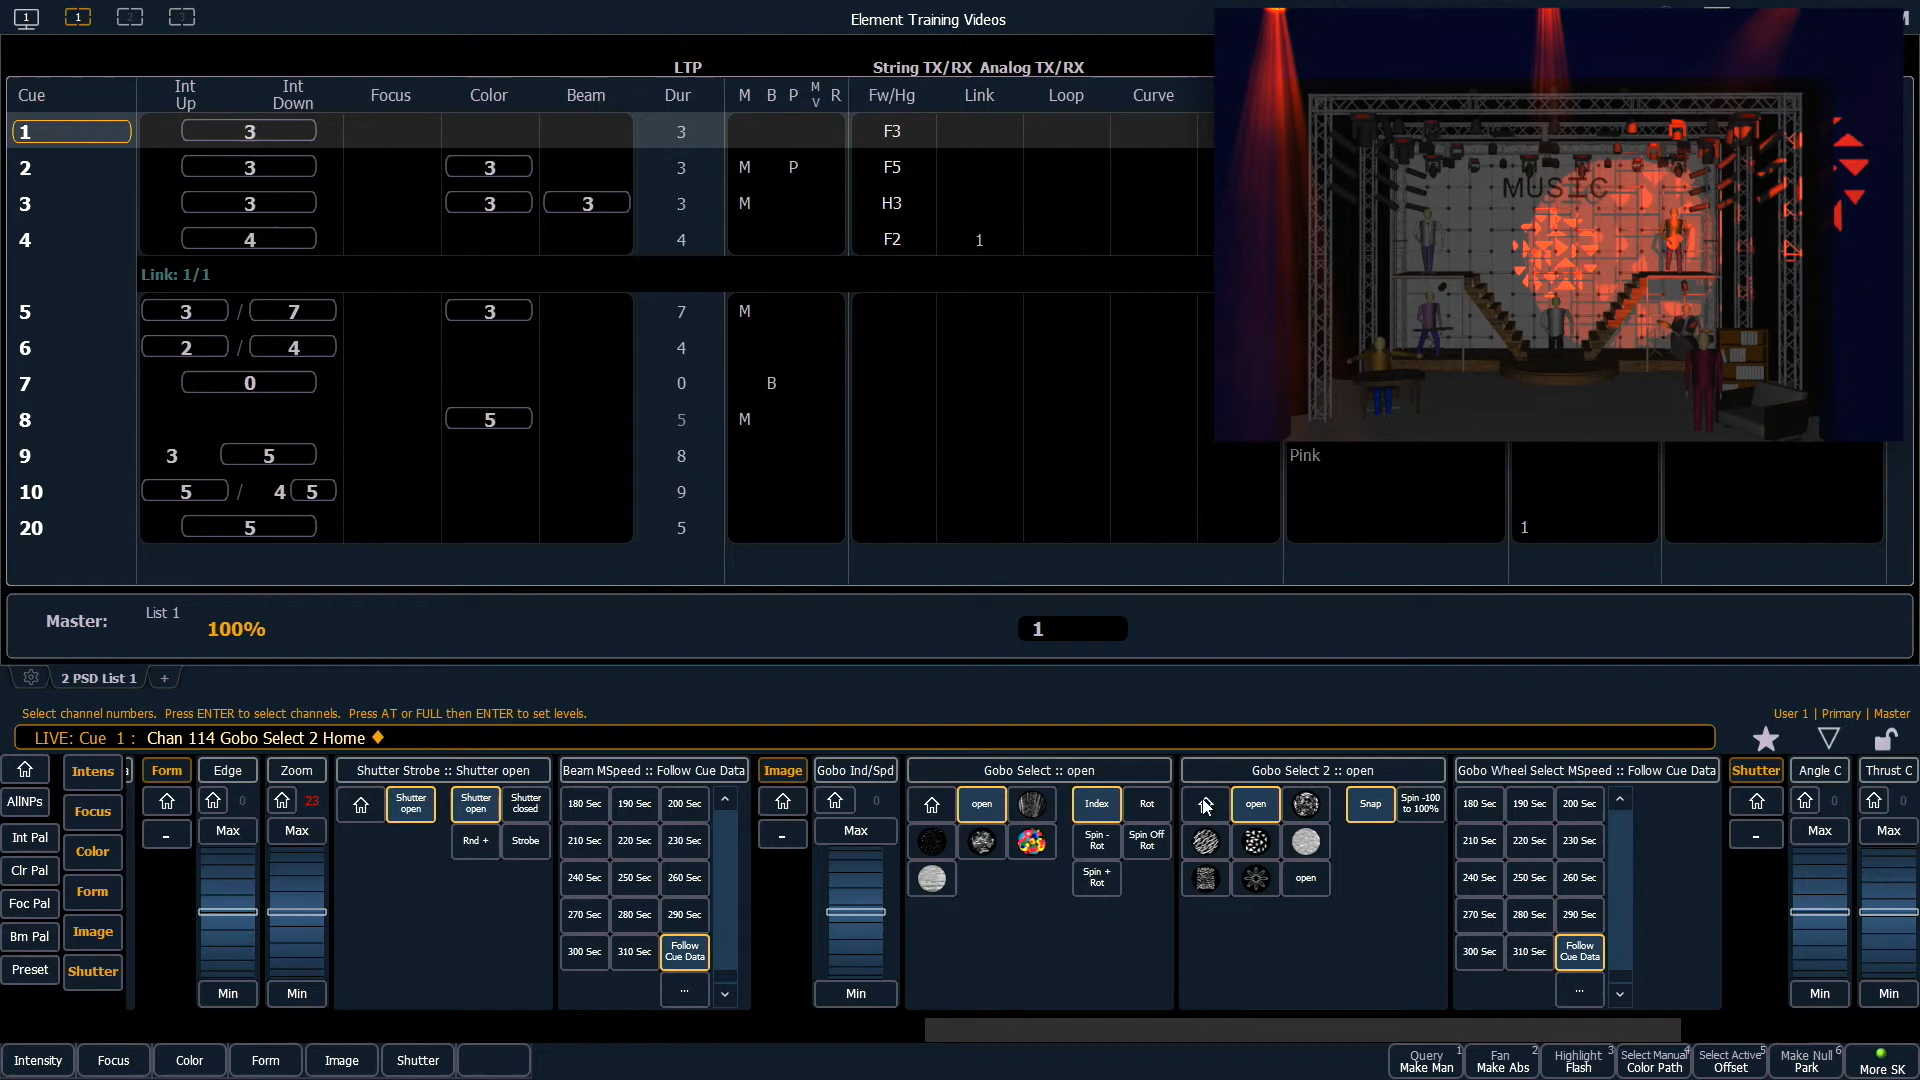 1
1
2
3
Element Training Videos
LTP
String TX/RX Analog TX/RX
Cue
Int Up
Int Down
Focus
Color
Beam
Dur
M B P MV R
Fw/Hg
Link
Loop
Curve
1 3 3 F3
2 3 3 3 M P F5
3 3 3 3 3 M H3
4 4 4 F2 1
Link: 1/1
5 3 / 7 3 7 M
6 2 / 4 4
7 0 0 B
8 5 5 M
9 3 5 8 Pink
10 5 / 4 5 9
20 5 5 1
MUSIC
Master:
List 1
100%
1
2 PSD List 1
+
Select channel numbers. Press ENTER to select channels. Press AT or FULL then ENTER to set levels.
User 1 | Primary | Master
LIVE: Cue 1 : Chan 114 Gobo Select 2 Home
Intens
AllNPs
Focus
Int Pal
Color
Clr Pal
Form
Foc Pal
Image
Bm Pal
Shutter
Preset
Form
-
Edge
0
Max
Min
Zoom
23
Max
Min
Shutter Strobe :: Shutter open
Shutter open
Shutter open
Shutter closed
Rnd +
Strobe
Beam MSpeed :: Follow Cue Data
180 Sec 190 Sec 200 Sec
210 Sec 220 Sec 230 Sec
240 Sec 250 Sec 260 Sec
270 Sec 280 Sec 290 Sec
300 Sec 310 Sec Follow Cue Data
...
Image
-
Gobo Ind/Spd
0
Max
Min
Gobo Select :: open
open
Index
Rot
Spin - Rot
Spin Off Rot
Spin + Rot
Gobo Select 2 :: open
open
Snap
Spin -100 to 100%
open
Gobo Wheel Select MSpeed :: Follow Cue Data
180 Sec 190 Sec 200 Sec
210 Sec 220 Sec 230 Sec
240 Sec 250 Sec 260 Sec
270 Sec 280 Sec 290 Sec
300 Sec 310 Sec Follow Cue Data
...
Shutter
-
Angle C
0
Max
Min
Thrust C
0
Max
Min
Intensity
Focus
Color
Form
Image
Shutter
Query 1
Make Man
Fan 2
Make Abs
Highlight 3
Flash
Select Manual 4
Color Path
Select Active 5
Offset
Make Null 6
Park
More SK